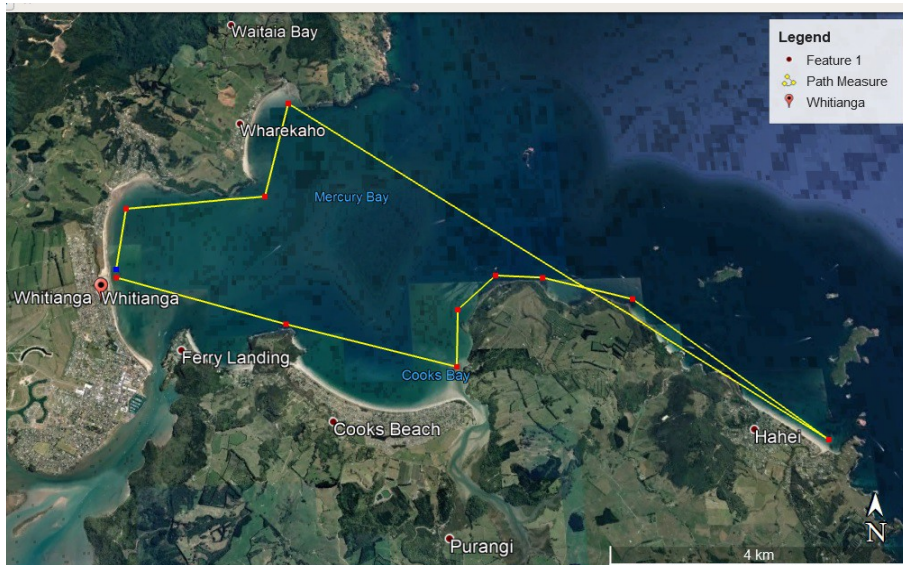 Waitaia Bay
Legend
Feature 1
Path Measure
Whitianga
Wharekaho
Mercury Bay
Whitianga
Whitianga
Ferry Landing
Cooks Bay
Cooks Beach
Hahei
Purangi
N
4 km